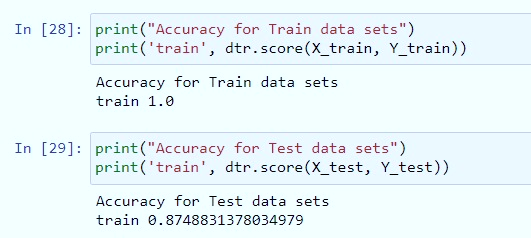 In [28]: print("Accuracy for Train data sets")
print('train', dtr.score(X_train, Y_train))
Accuracy for Train data sets
train 1.0
In [29]: print("Accuracy for Test data sets")
print('train', dtr.score(X_test, Y_test))
Accuracy for Test data sets
train 0.8748831378034979